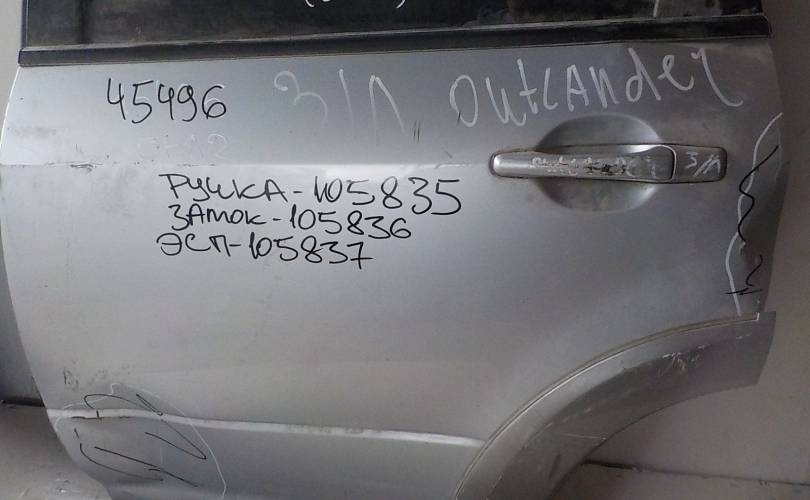 45496 З/Л OUtLANdeR
З/Л
РУЧКА-105835
ЗАМОК-105836
ЭСП-105837